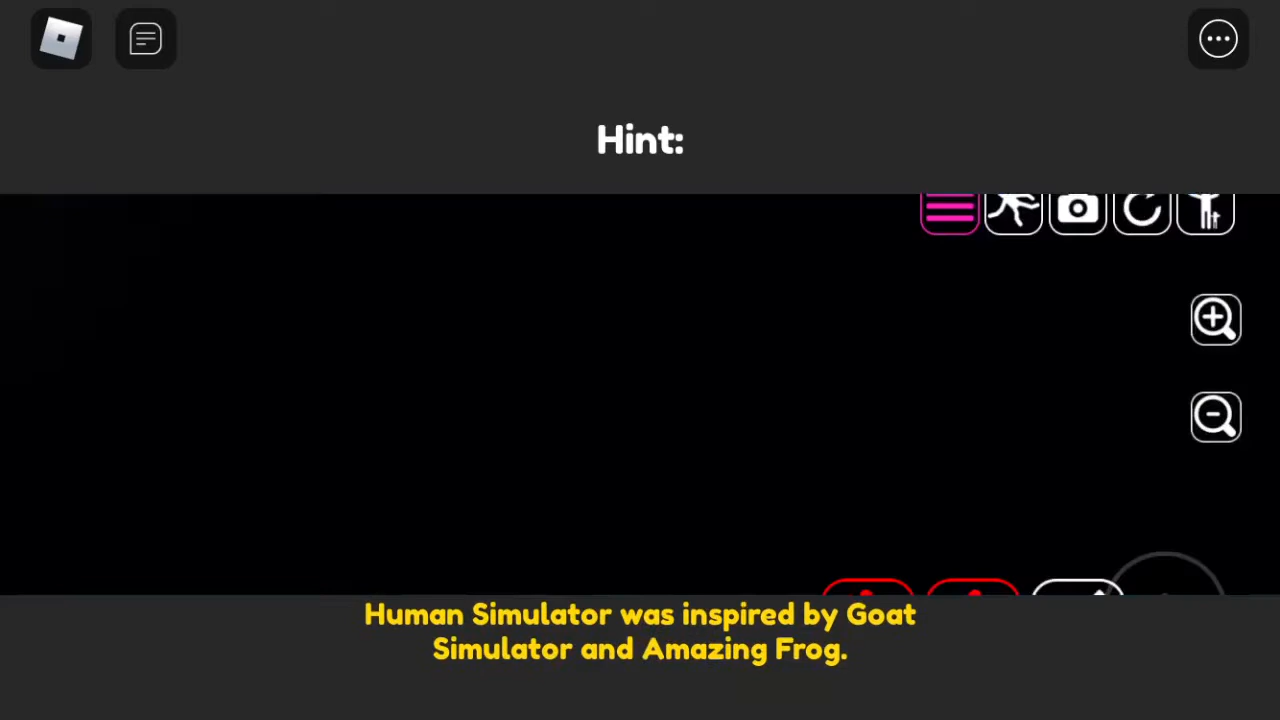 Hint:
Human Simulator was inspired by Goat
Simulator and Amazing Frog.